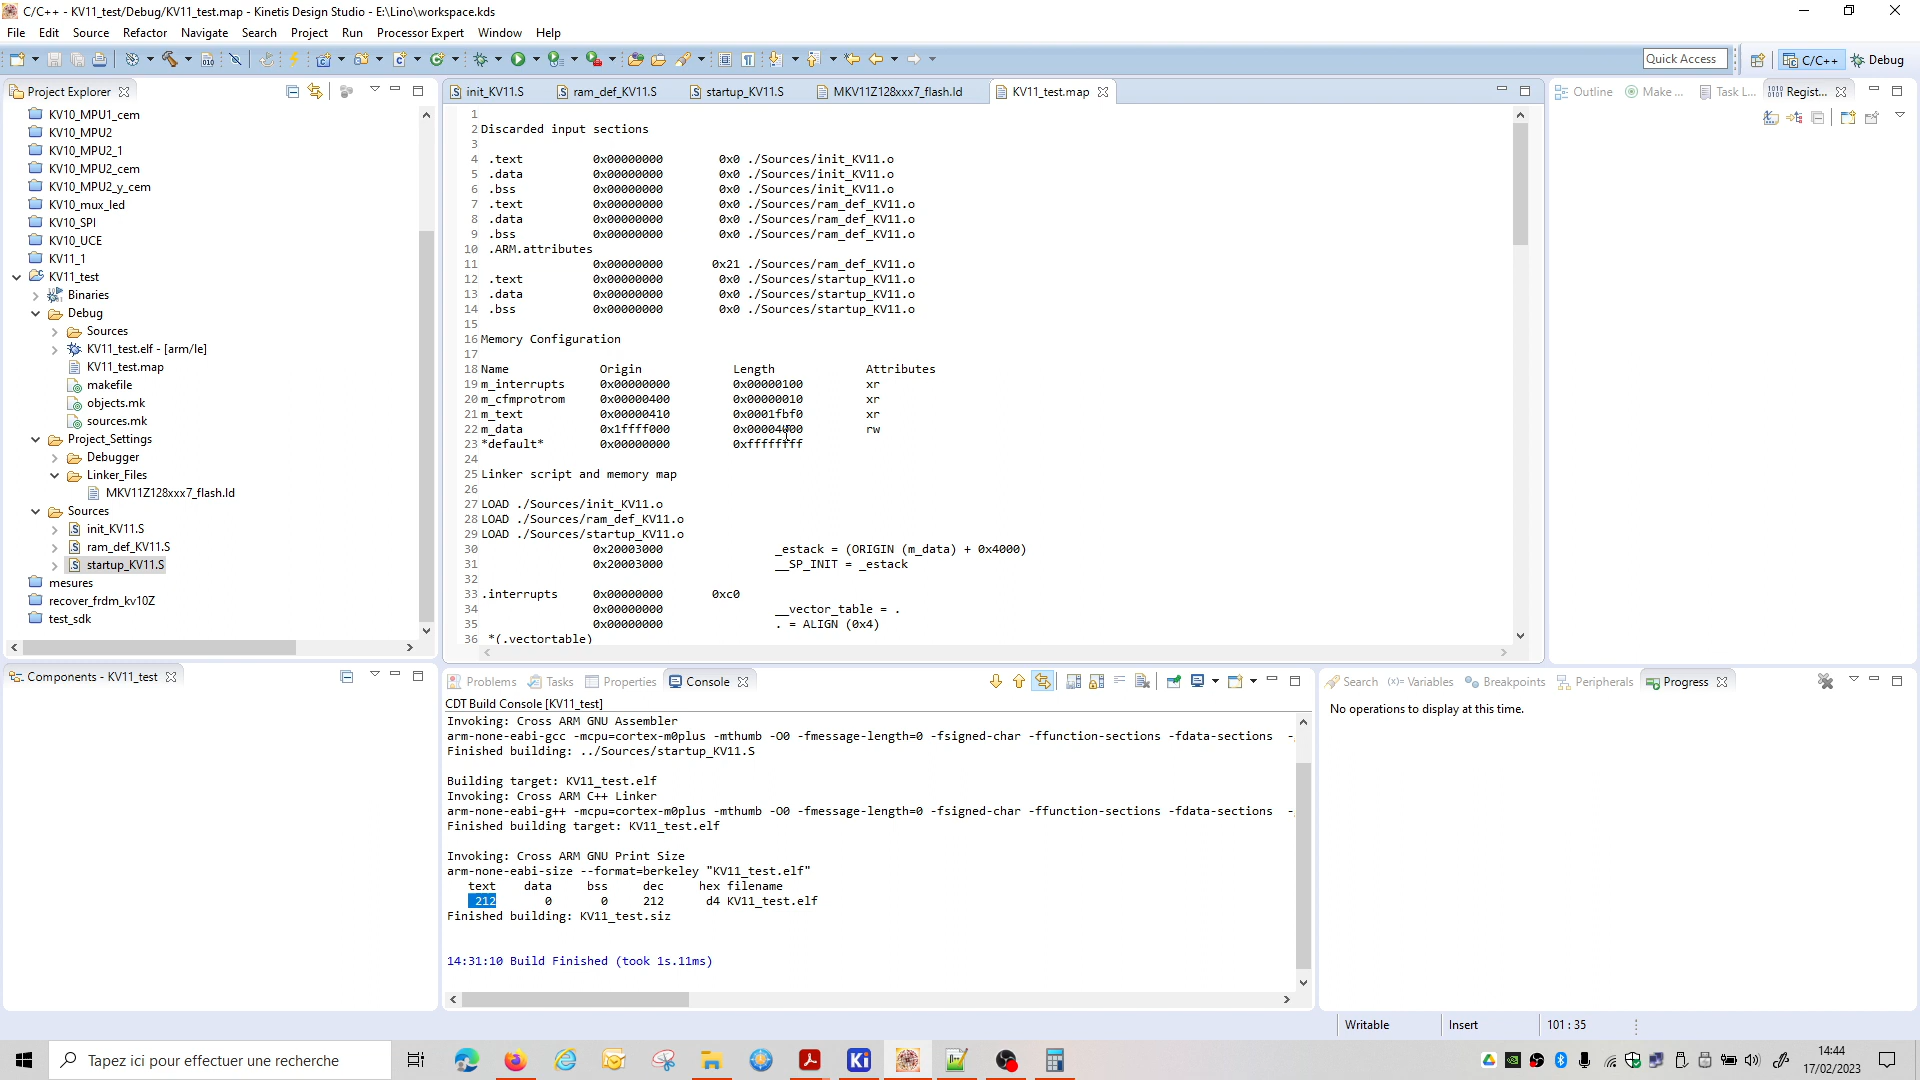 C/C++ - KV11_test/Debug/KV11_test.map - Kinetis Design Studio - E:\Lino\workspace.kds
File Edit Source Refactor Navigate Search Project Run Processor Expert Window Help
Quick Access
C/C++
Debug
Project Explorer
KV10_MPU1_cem
KV10_MPU2
KV10_MPU2_1
KV10_MPU2_cem
KV10_MPU2_y_cem
KV10_mux_led
KV10_SPI
KV10_UCE
KV11_1
KV11_test
Binaries
Debug
Sources
KV11_test.elf - [arm/le]
KV11_test.map
makefile
objects.mk
sources.mk
Project_Settings
Debugger
Linker_Files
MKV11Z128xxx7_flash.ld
Sources
init_KV11.S
ram_def_KV11.S
startup_KV11.S
mesures
recover_frdm_kv10Z
test_sdk
init_KV11.S ram_def_KV11.S startup_KV11.S MKV11Z128xxx7_flash.ld KV11_test.map
1
2 Discarded input sections
3
4 .text 0x00000000 0x0 ./Sources/init_KV11.o
5 .data 0x00000000 0x0 ./Sources/init_KV11.o
6 .bss 0x00000000 0x0 ./Sources/init_KV11.o
7 .text 0x00000000 0x0 ./Sources/ram_def_KV11.o
8 .data 0x00000000 0x0 ./Sources/ram_def_KV11.o
9 .bss 0x00000000 0x0 ./Sources/ram_def_KV11.o
10 .ARM.attributes
11 0x00000000 0x21 ./Sources/ram_def_KV11.o
12 .text 0x00000000 0x0 ./Sources/startup_KV11.o
13 .data 0x00000000 0x0 ./Sources/startup_KV11.o
14 .bss 0x00000000 0x0 ./Sources/startup_KV11.o
15
16 Memory Configuration
17
18 Name Origin Length Attributes
19 m_interrupts 0x00000000 0x00000100 xr
20 m_cfmprotrom 0x00000400 0x00000010 xr
21 m_text 0x00000410 0x0001fbf0 xr
22 m_data 0x1ffff000 0x00004000 rw
23 *default* 0x00000000 0xffffffff
24
25 Linker script and memory map
26
27 LOAD ./Sources/init_KV11.o
28 LOAD ./Sources/ram_def_KV11.o
29 LOAD ./Sources/startup_KV11.o
30 0x20003000 _estack = (ORIGIN (m_data) + 0x4000)
31 0x20003000 __SP_INIT = _estack
32
33 .interrupts 0x00000000 0xc0
34 0x00000000 __vector_table = .
35 0x00000000 . = ALIGN (0x4)
36 *(.vectortable)
Outline Make ... Task L... Regist...
Components - KV11_test
Problems Tasks Properties Console
CDT Build Console [KV11_test]
Invoking: Cross ARM GNU Assembler
arm-none-eabi-gcc -mcpu=cortex-m0plus -mthumb -O0 -fmessage-length=0 -fsigned-char -ffunction-sections -fdata-sections -
Finished building: ../Sources/startup_KV11.S
Building target: KV11_test.elf
Invoking: Cross ARM C++ Linker
arm-none-eabi-g++ -mcpu=cortex-m0plus -mthumb -O0 -fmessage-length=0 -fsigned-char -ffunction-sections -fdata-sections -
Finished building target: KV11_test.elf
Invoking: Cross ARM GNU Print Size
arm-none-eabi-size --format=berkeley "KV11_test.elf"
text data bss dec hex filename
212 0 0 212 d4 KV11_test.elf
Finished building: KV11_test.siz
14:31:10 Build Finished (took 1s.11ms)
Search Variables Breakpoints Peripherals Progress
No operations to display at this time.
Writable Insert 101 : 35
Tapez ici pour effectuer une recherche
Ki
14:44
17/02/2023